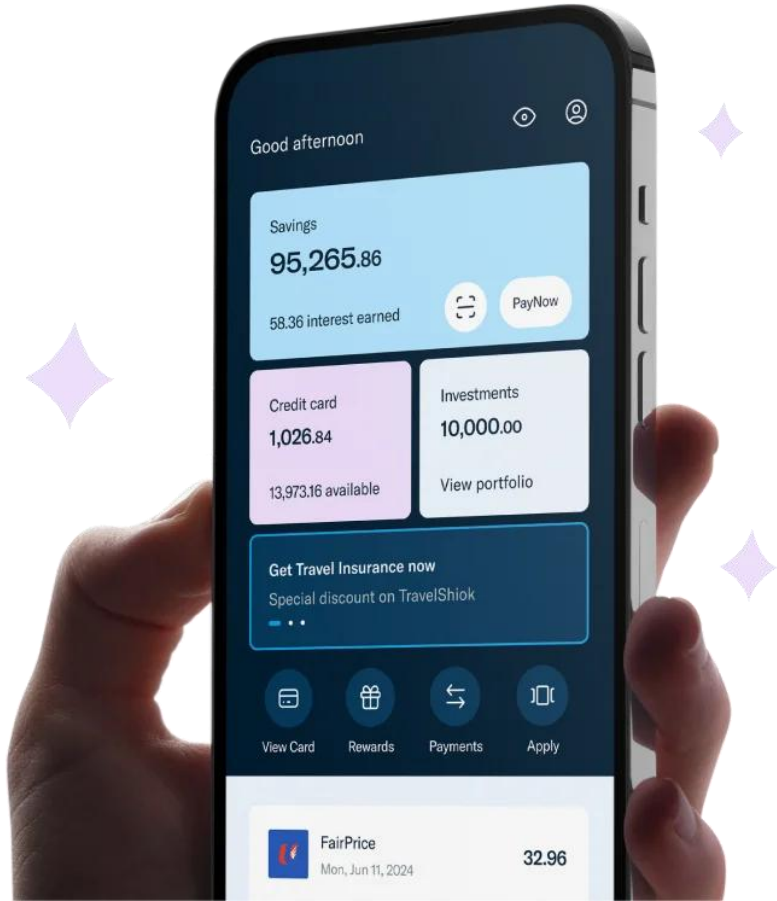 Good afternoon
Savings
95,265.86
58.36 interest earned
PayNow
Credit card
1,026.84
13,973.16 available
Investments
10,000.00
View portfolio
Get Travel Insurance now
Special discount on TravelShiok
View Card
Rewards
Payments
Apply
FairPrice
Mon, Jun 11, 2024
32.96